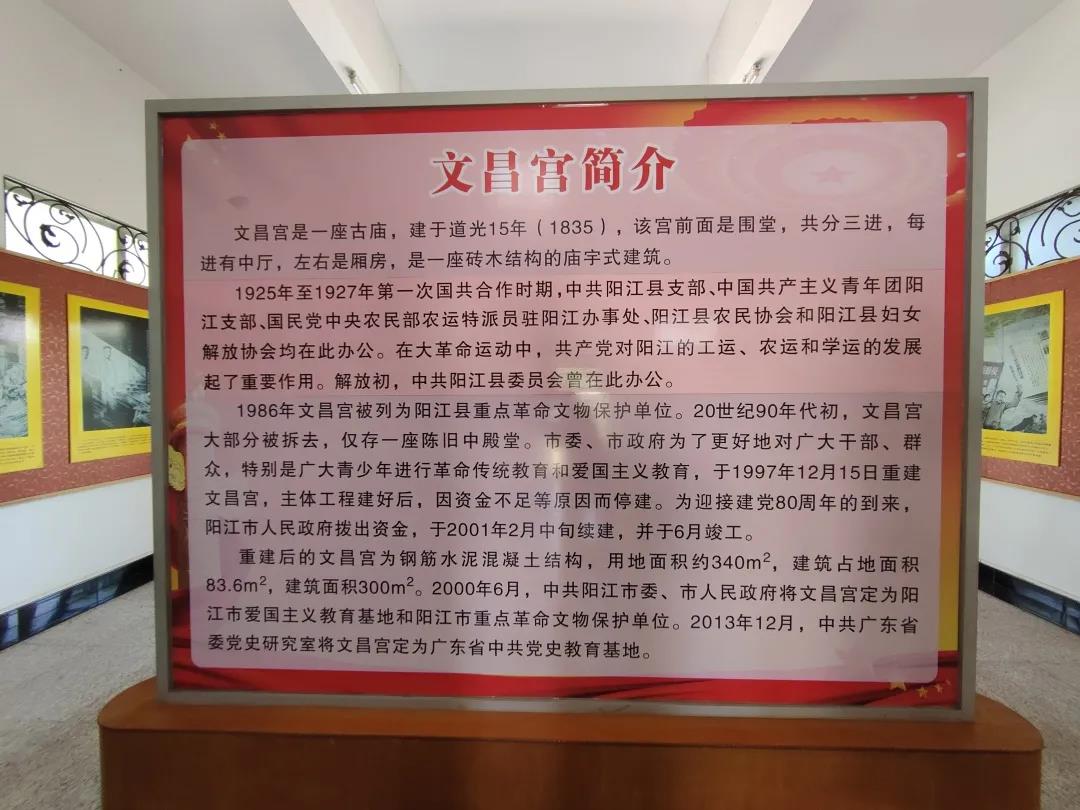 文昌宫简介
文昌宫是一座古庙，建于道光15年（1835），该宫前面是围堂，共分三进，每
进有中厅，左右是厢房，是一座砖木结构的庙宇式建筑。
1925年至1927年第一次国共合作时期，中共阳江县支部、中国共产主义青年团阳
江支部、国民党中央农民部农运特派员驻阳江办事处、阳江县农民协会和阳江县妇女
解放协会均在此办公。在大革命运动中，共产党对阳江的工运、农运和学运的发展
起了重要作用。解放初，中共阳江县委员会曾在此办公。
1986年文昌宫被列为阳江县重点革命文物保护单位。20世纪90年代初，文昌宫
大部分被拆去，仅存一座陈旧中殿堂。市委、市政府为了更好地对广大干部、群
众，特别是广大青少年进行革命传统教育和爱国主义教育，于1997年12月15日重建
文昌宫，主体工程建好后，因资金不足等原因而停建。为迎接建党80周年的到来，
阳江市人民政府拨出资金，于2001年2月中旬续建，并于6月竣工。
重建后的文昌宫为钢筋水泥混凝土结构，用地面积约340m²，建筑占地面积
83.6m²，建筑面积300m²。2000年6月，中共阳江市委、市人民政府将文昌宫定为阳
江市爱国主义教育基地和阳江市重点革命文物保护单位。2013年12月，中共广东省
委党史研究室将文昌宫定为广东省中共党史教育基地。